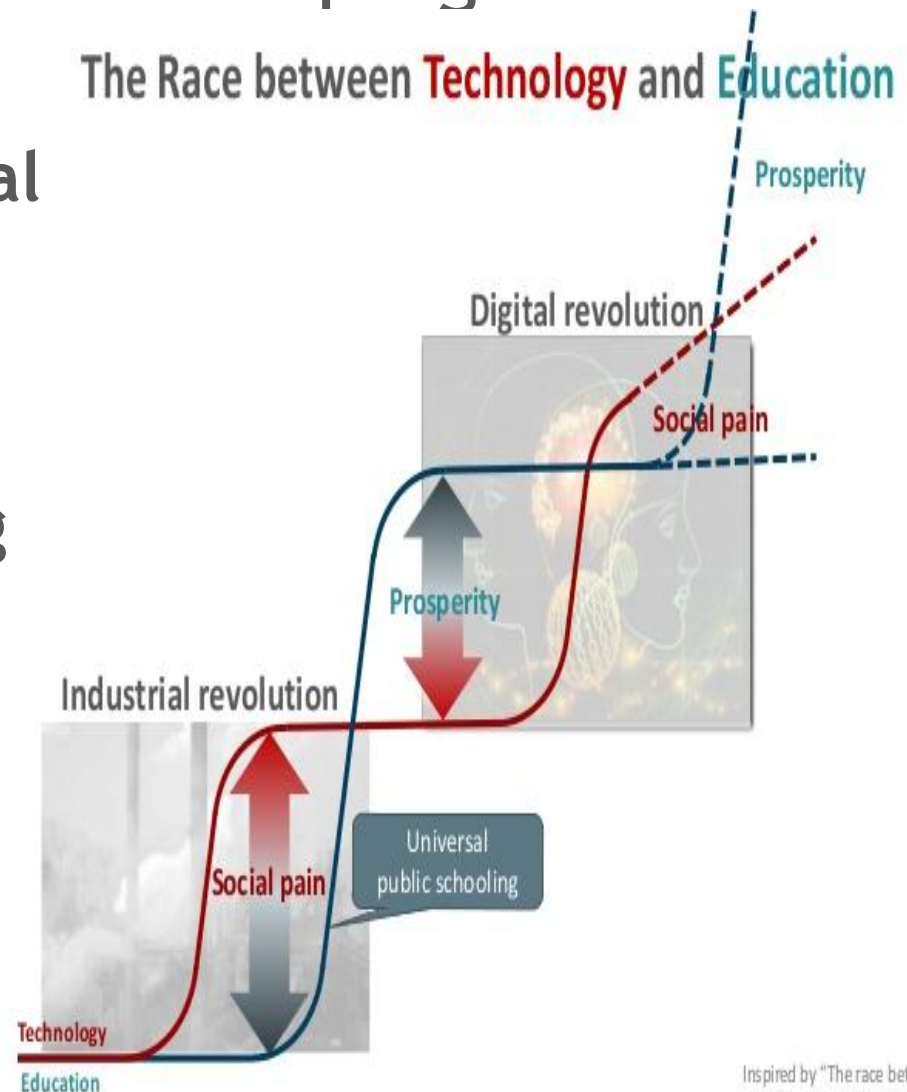 The Race between Technology and Education
al
Prosperity
Digital revolution
Social pain
g
Prosperity
Industrial revolution
Universal
public schooling
Social pain
Technology
Education
Inspired by "The race bet